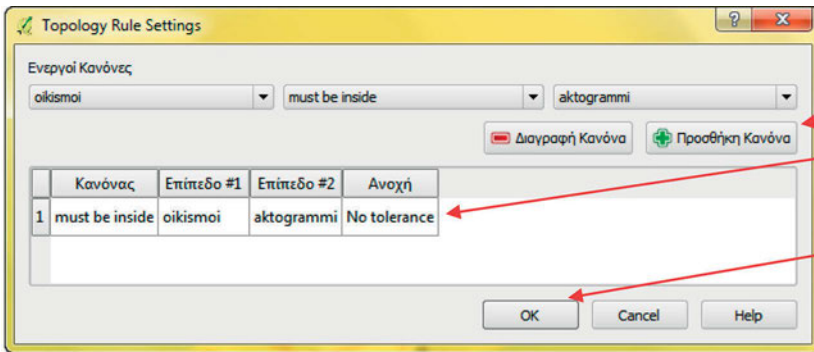 Topology Rule Settings
Ενεργοί Κανόνες
oikismoi must be inside aktogrammi
Διαγραφή Κανόνα Προσθήκη Κανόνα
Κανόνας Επίπεδο #1 Επίπεδο #2 Ανοχή
1 must be inside oikismoi aktogrammi No tolerance
OK Cancel Help